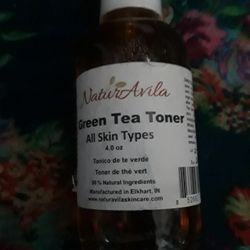 NaturAvila
Green Tea Toner
All Skin Types
4.0 oz
Tonico de te verde
Toner de thé vert
Natural Ingredients
Manufactured in Elkhart, IN
www.naturavilaskincare.com